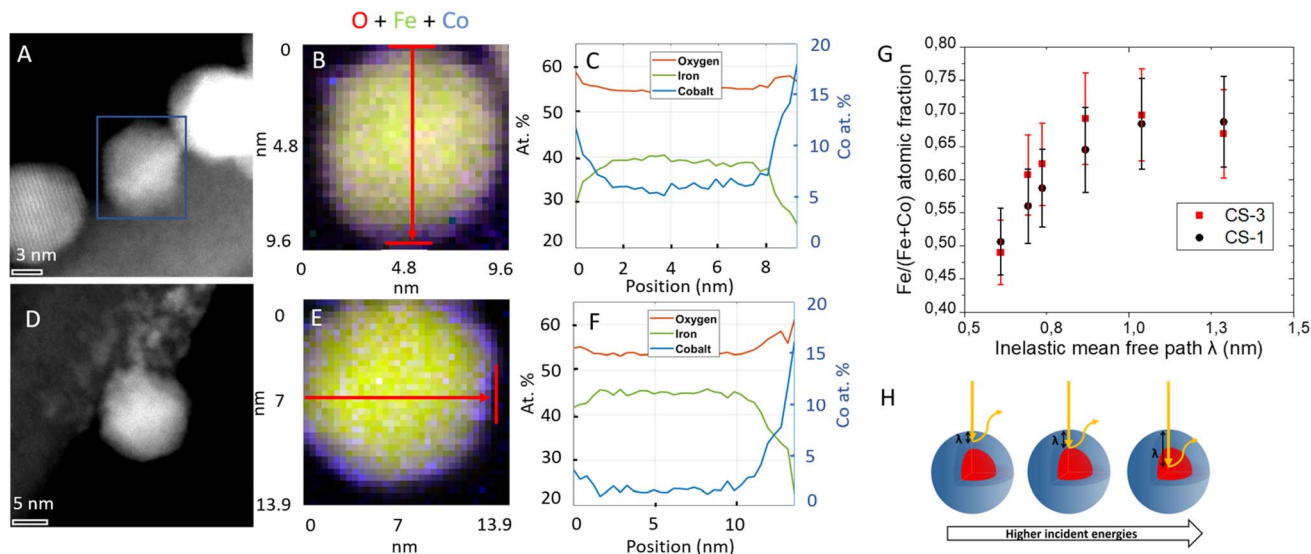 O + Fe + Co
A
3 nm
B
0
nm
4.8
9.6
0
4.8
9.6
nm
C
Oxygen
Iron
Cobalt
60
50
40
30
20
At. %
20
15
10
5
0
Co at. %
0
2
4
6
8
Position (nm)
D
5 nm
E
0
nm
7
13.9
0
7
13.9
nm
F
Oxygen
Iron
Cobalt
60
50
40
30
20
At. %
20
15
10
5
0
Co at. %
0
5
10
Position (nm)
G
0,80
0,75
0,70
0,65
0,60
0,55
0,50
0,45
0,40
Fe/(Fe+Co) atomic fraction
CS-3
CS-1
0,5
0,8
1,0
1,3
1,5
Inelastic mean free path λ (nm)
H
λ
λ
λ
Higher incident energies